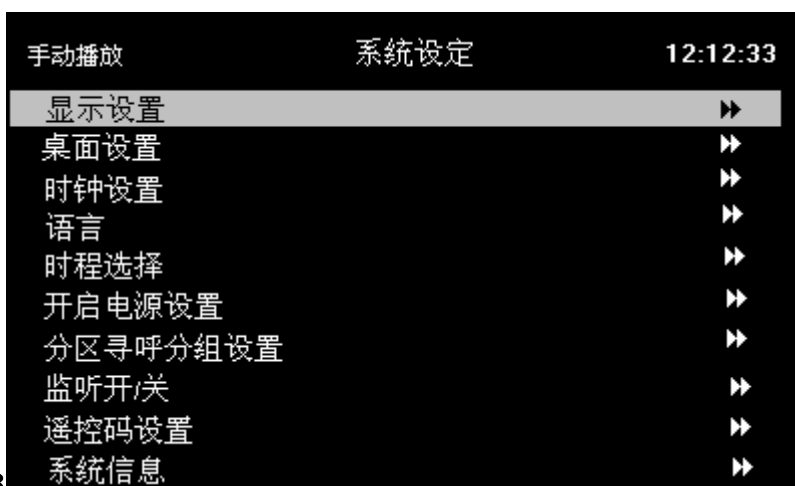 手动播放 系统设定 12:12:33
显示设置
桌面设置
时钟设置
语言
时程选择
开启电源设置
分区寻呼分组设置
监听开/关
遥控码设置
系统信息